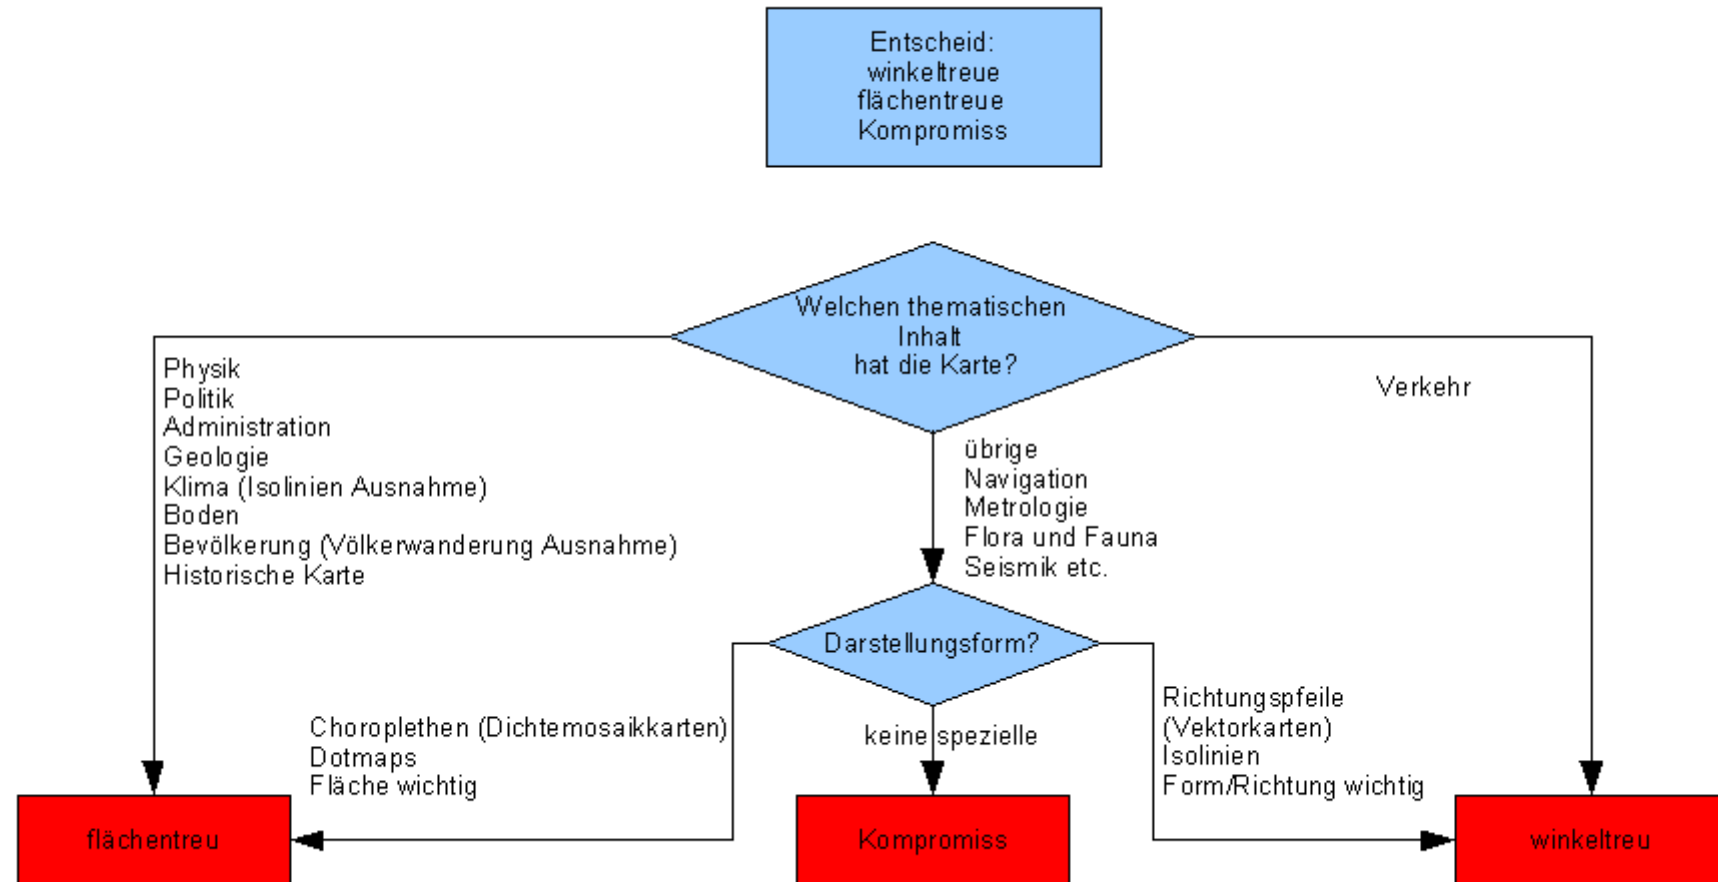 Entscheid:
winkeltreue
flächentreue
Kompromiss
Welchen thematischen
Inhalt
hat die Karte?
Physik
Politik
Administration
Geologie
Klima (Isolinien Ausnahme)
Boden
Bevölkerung (Völkerwanderung Ausnahme)
Historische Karte
übrige
Navigation
Metrologie
Flora und Fauna
Seismik etc.
Verkehr
Darstellungsform?
Choroplethen (Dichtemosaikkarten)
Dotmaps
Fläche wichtig
keine spezielle
Richtungspfeile
(Vektorkarten)
Isolinien
Form/Richtung wichtig
flächentreu
Kompromiss
winkeltreu